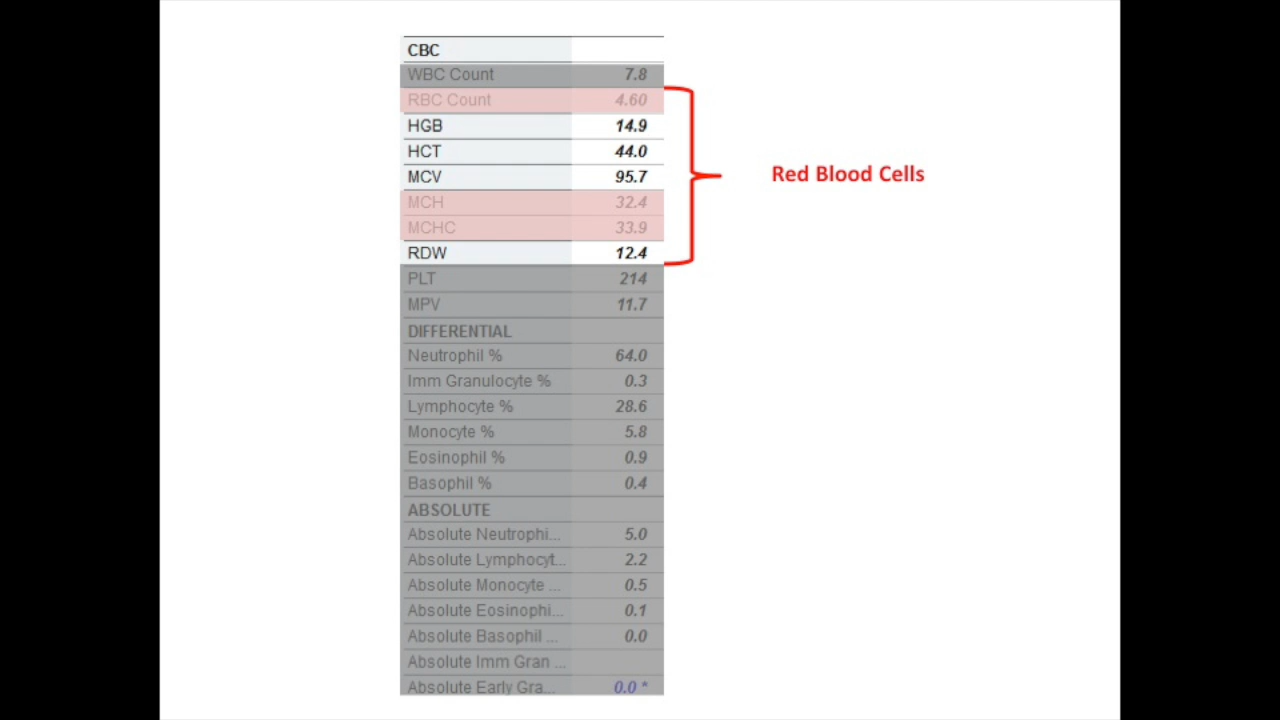 CBC
WBC Count 7.8
RBC Count 4.60
HGB 14.9
HCT 44.0
MCV 95.7
MCH 32.4
MCHC 33.9
RDW 12.4
Red Blood Cells
PLT 214
MPV 11.7
DIFFERENTIAL
Neutrophil % 64.0
Imm Granulocyte % 0.3
Lymphocyte % 28.6
Monocyte % 5.8
Eosinophil % 0.9
Basophil % 0.4
ABSOLUTE
Absolute Neutrophi... 5.0
Absolute Lymphocyt... 2.2
Absolute Monocyte ... 0.5
Absolute Eosinophi... 0.1
Absolute Basophil ... 0.0
Absolute Imm Gran ...
Absolute Early Gra... 0.0 *